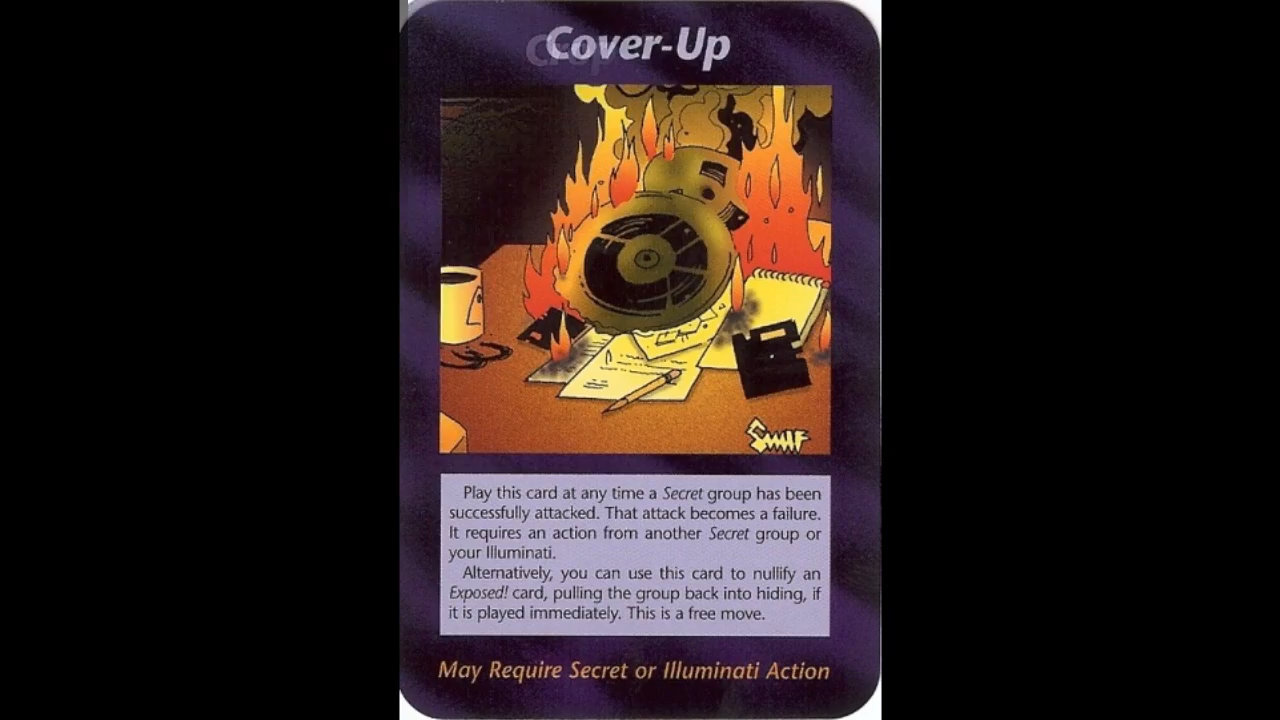 Cover-Up
Play this card at any time a Secret group has been
successfully attacked. That attack becomes a failure.
It requires an action from another Secret group or
your Illuminati.
Alternatively, you can use this card to nullify an
Exposed! card, pulling the group back into hiding, if
it is played immediately. This is a free move.
May Require Secret or Illuminati Action